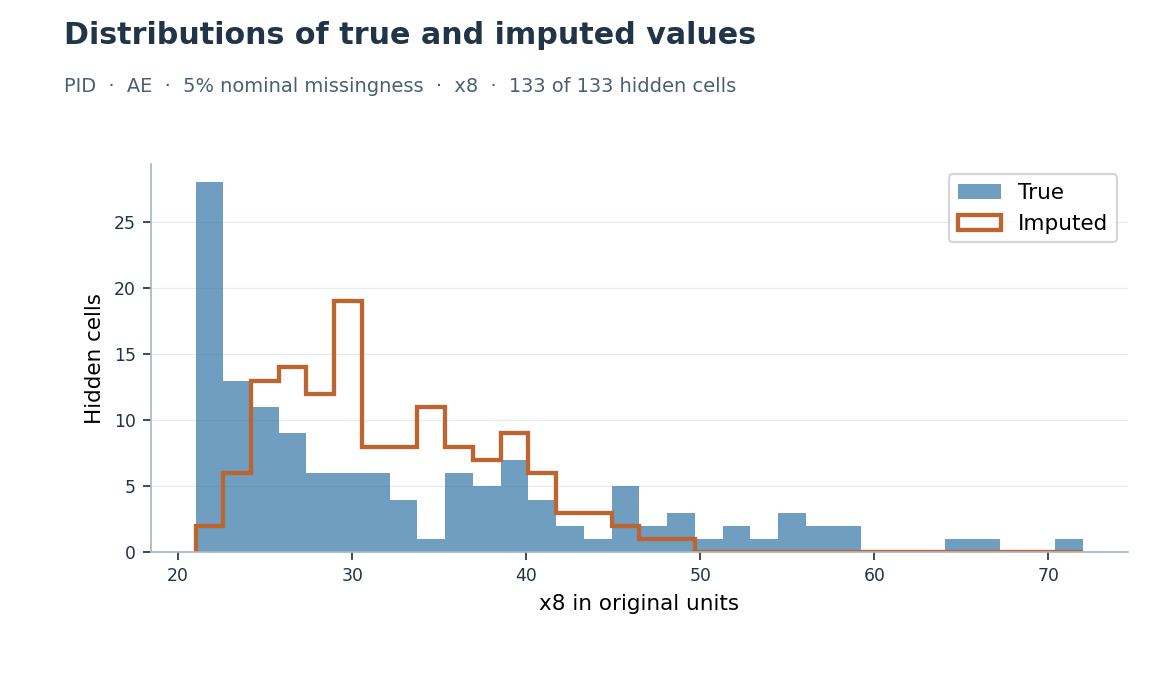 Distributions of true and imputed values
PID · AE · 5% nominal missingness · x8 · 133 of 133 hidden cells
True
Imputed
Hidden cells
25
20
15
10
5
0
20 30 40 50 60 70
x8 in original units